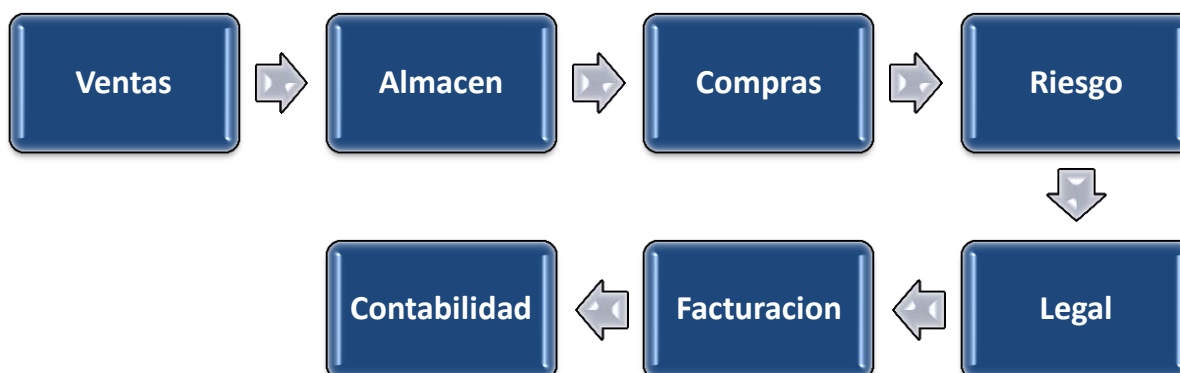 Ventas
Almacen
Compras
Riesgo
Legal
Facturacion
Contabilidad